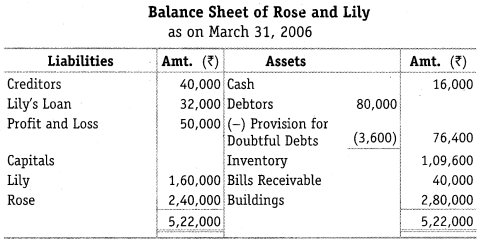 Balance Sheet of Rose and Lily
as on March 31, 2006
Liabilities Amt. (₹) Assets Amt. (₹)
Creditors 40,000 Cash 16,000
Lily's Loan 32,000 Debtors 80,000
Profit and Loss 50,000 (–) Provision for
Doubtful Debts (3,600) 76,400
Capitals Inventory 1,09,600
Lily 1,60,000 Bills Receivable 40,000
Rose 2,40,000 Buildings 2,80,000
5,22,000 5,22,000